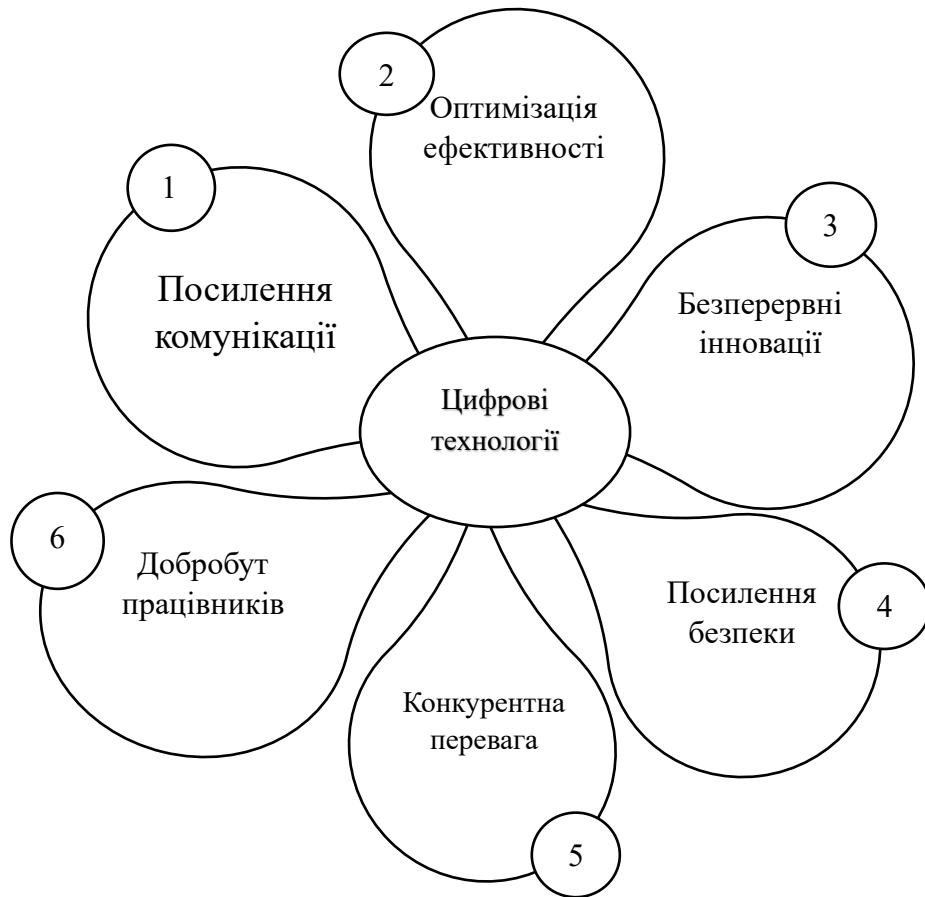 1
Посилення
комунікації
2
Оптимізація
ефективності
3
Безперервні
інновації
Цифрові
технології
4
Посилення
безпеки
5
Конкурентна
перевага
6
Добробут
працівників